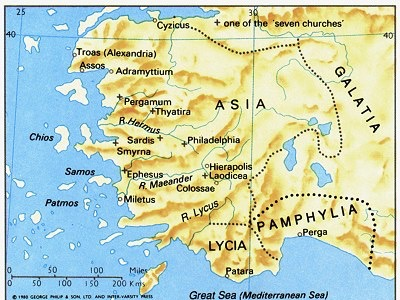 25
30
+ one of the 'seven churches'
40
40
Cyzicus
Troas (Alexandria)
Assos
Adramyttium
GALATIA
Pergamum
Thyatira
ASIA
R. Hermus
Chios
Sardis
Smyrna
Philadelphia
Samos
Ephesus
Hierapolis
Laodicea
R. Maeander
Colossae
Patmos
Miletus
R. Lycus
PAMPHYLIA
LYCIA
Perga
Patara
0 50 100 Miles
0 50 100 150 200 Kms
© 1980 GEORGE PHILIP & SON, LTD. AND INTER-VARSITY PRESS
Great Sea (Mediterranean Sea)